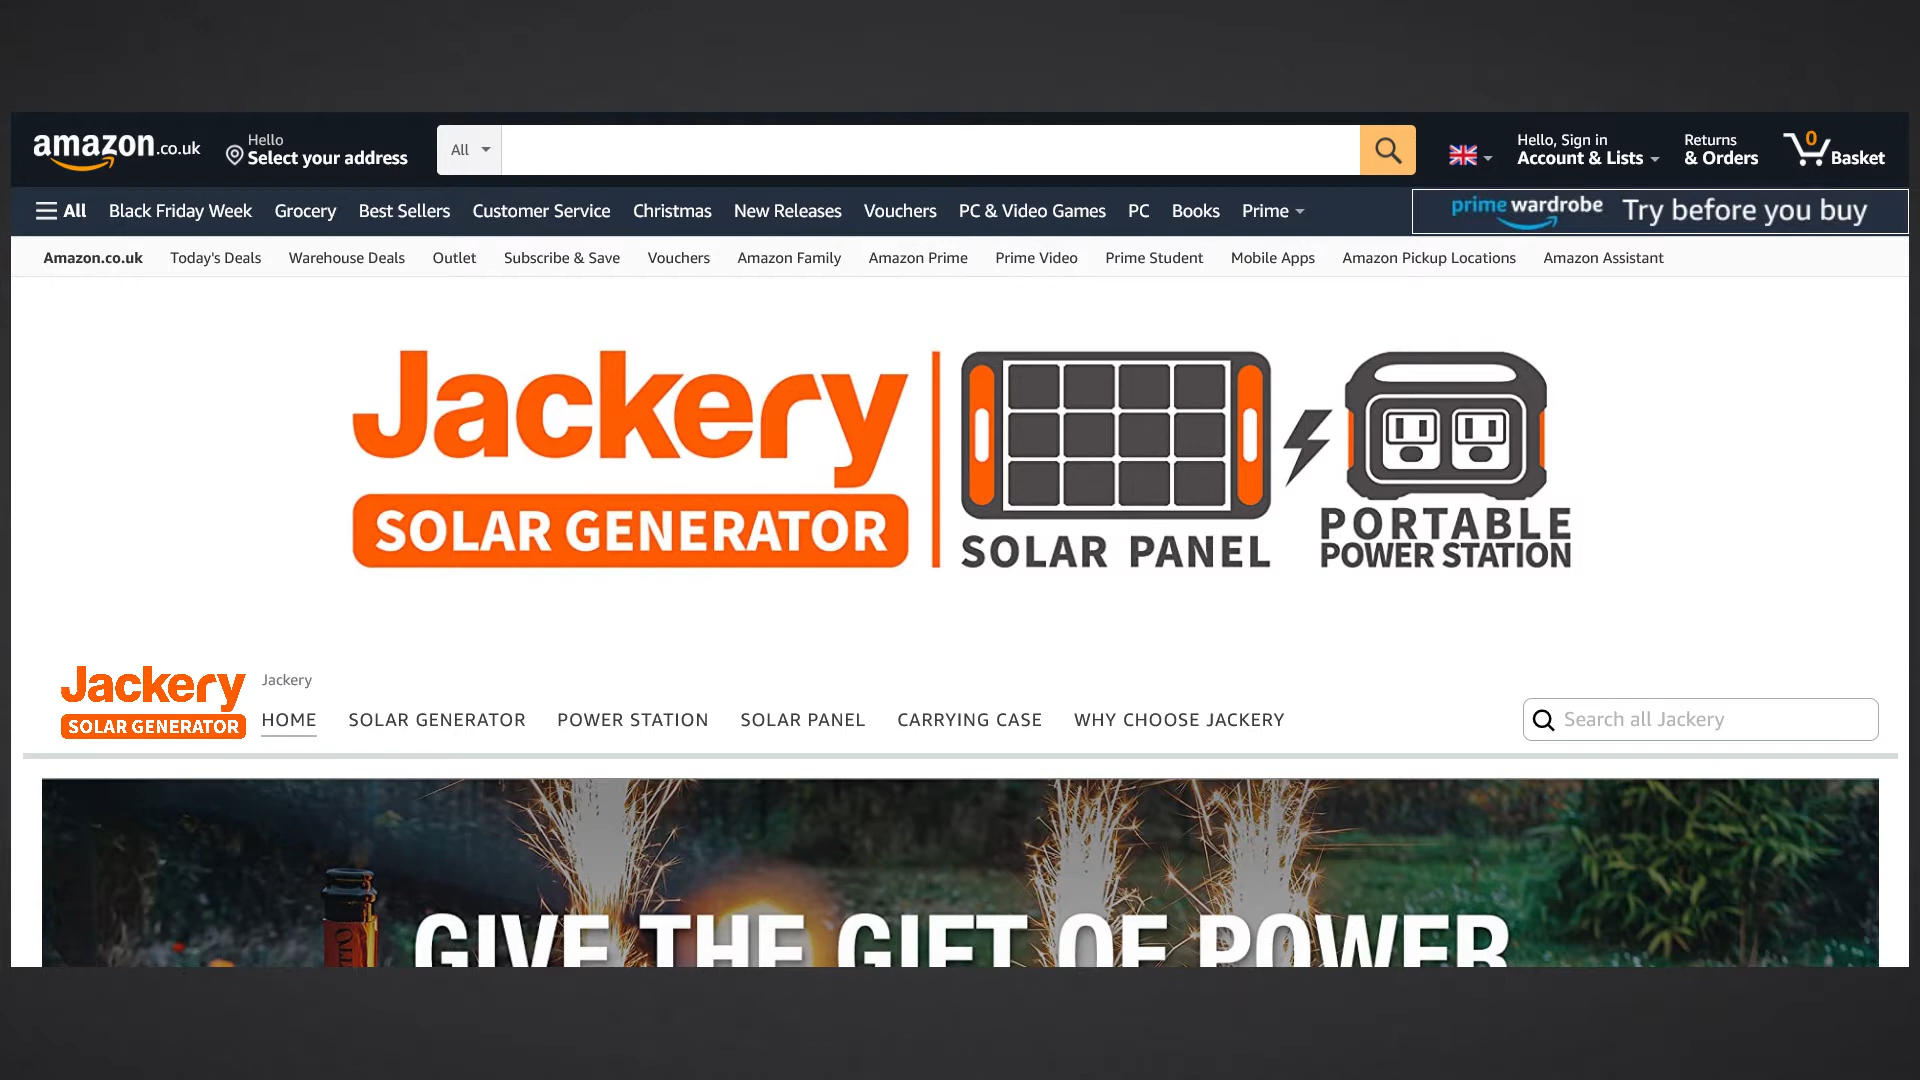 amazon.co.uk
Hello
Select your address
All
Hello, Sign in
Account & Lists
Returns
& Orders
0
Basket
All Black Friday Week Grocery Best Sellers Customer Service Christmas New Releases Vouchers PC & Video Games PC Books Prime
prime wardrobe Try before you buy
Amazon.co.uk Today's Deals Warehouse Deals Outlet Subscribe & Save Vouchers Amazon Family Amazon Prime Prime Video Prime Student Mobile Apps Amazon Pickup Locations Amazon Assistant
Jackery
SOLAR GENERATOR
SOLAR PANEL
PORTABLE
POWER STATION
Jackery
SOLAR GENERATOR
Jackery
HOME SOLAR GENERATOR POWER STATION SOLAR PANEL CARRYING CASE WHY CHOOSE JACKERY
Search all Jackery
GIVE THE GIFT OF POWER